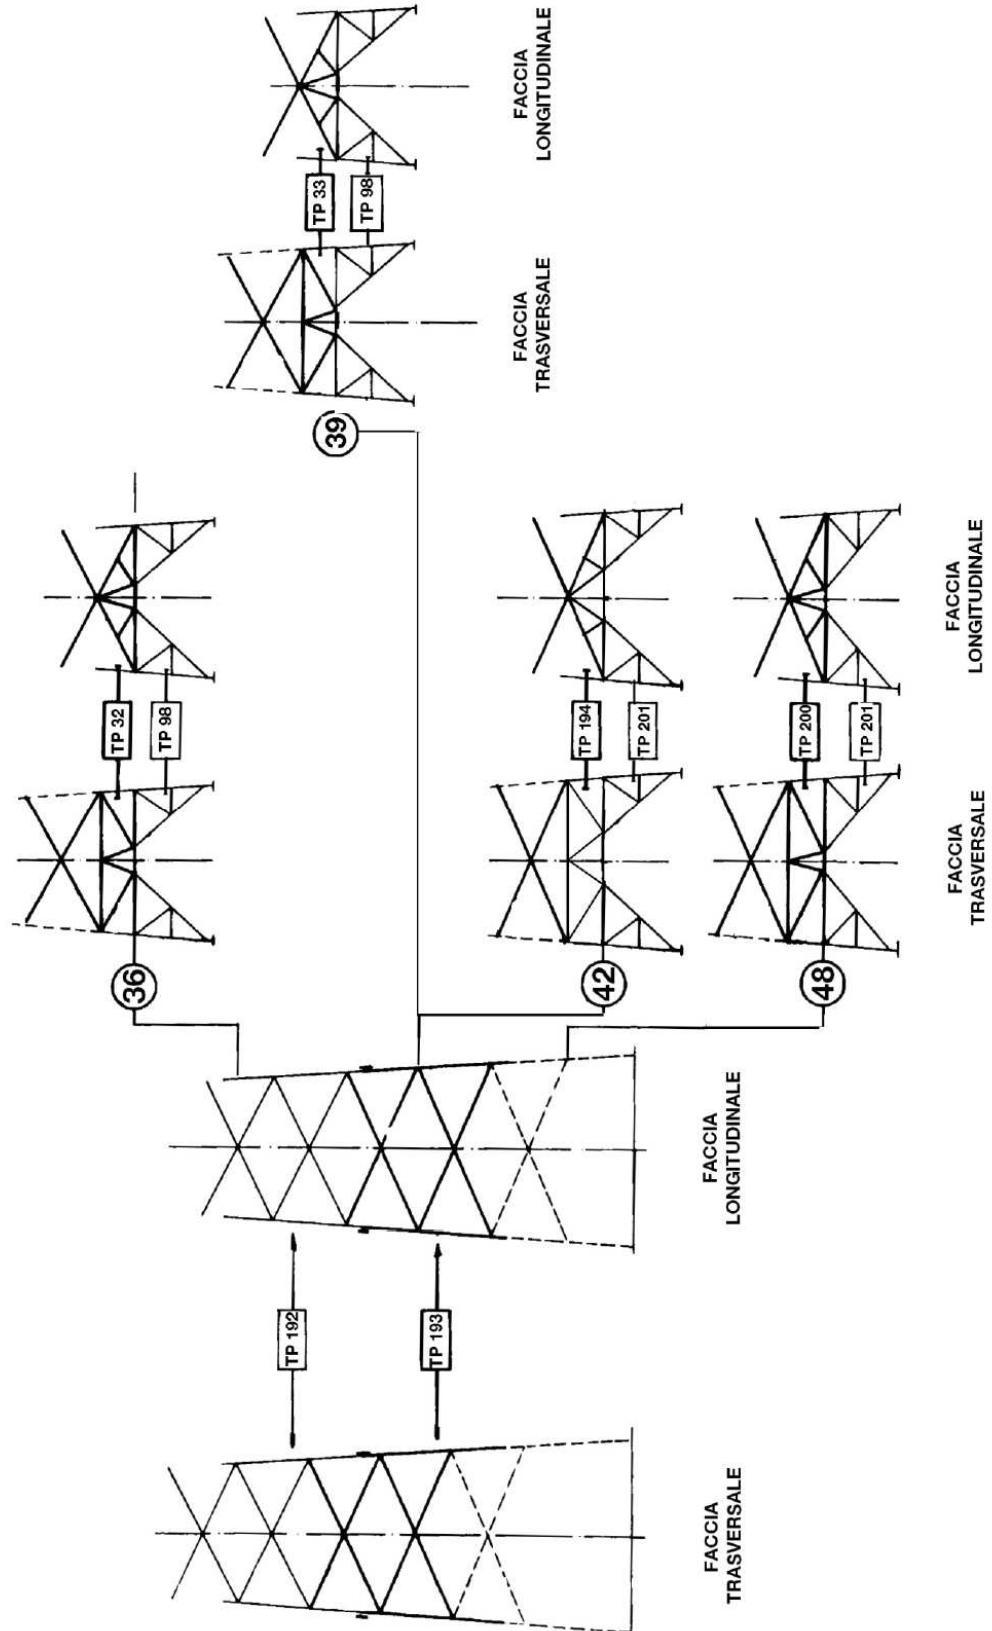 FACCIA
TRASVERSALE
TP 192
TP 193
FACCIA
LONGITUDINALE
36
TP 32
TP 98
42
TP 194
TP 201
48
TP 200
TP 201
FACCIA
TRASVERSALE
FACCIA
LONGITUDINALE
39
TP 33
TP 98
FACCIA
TRASVERSALE
FACCIA
LONGITUDINALE